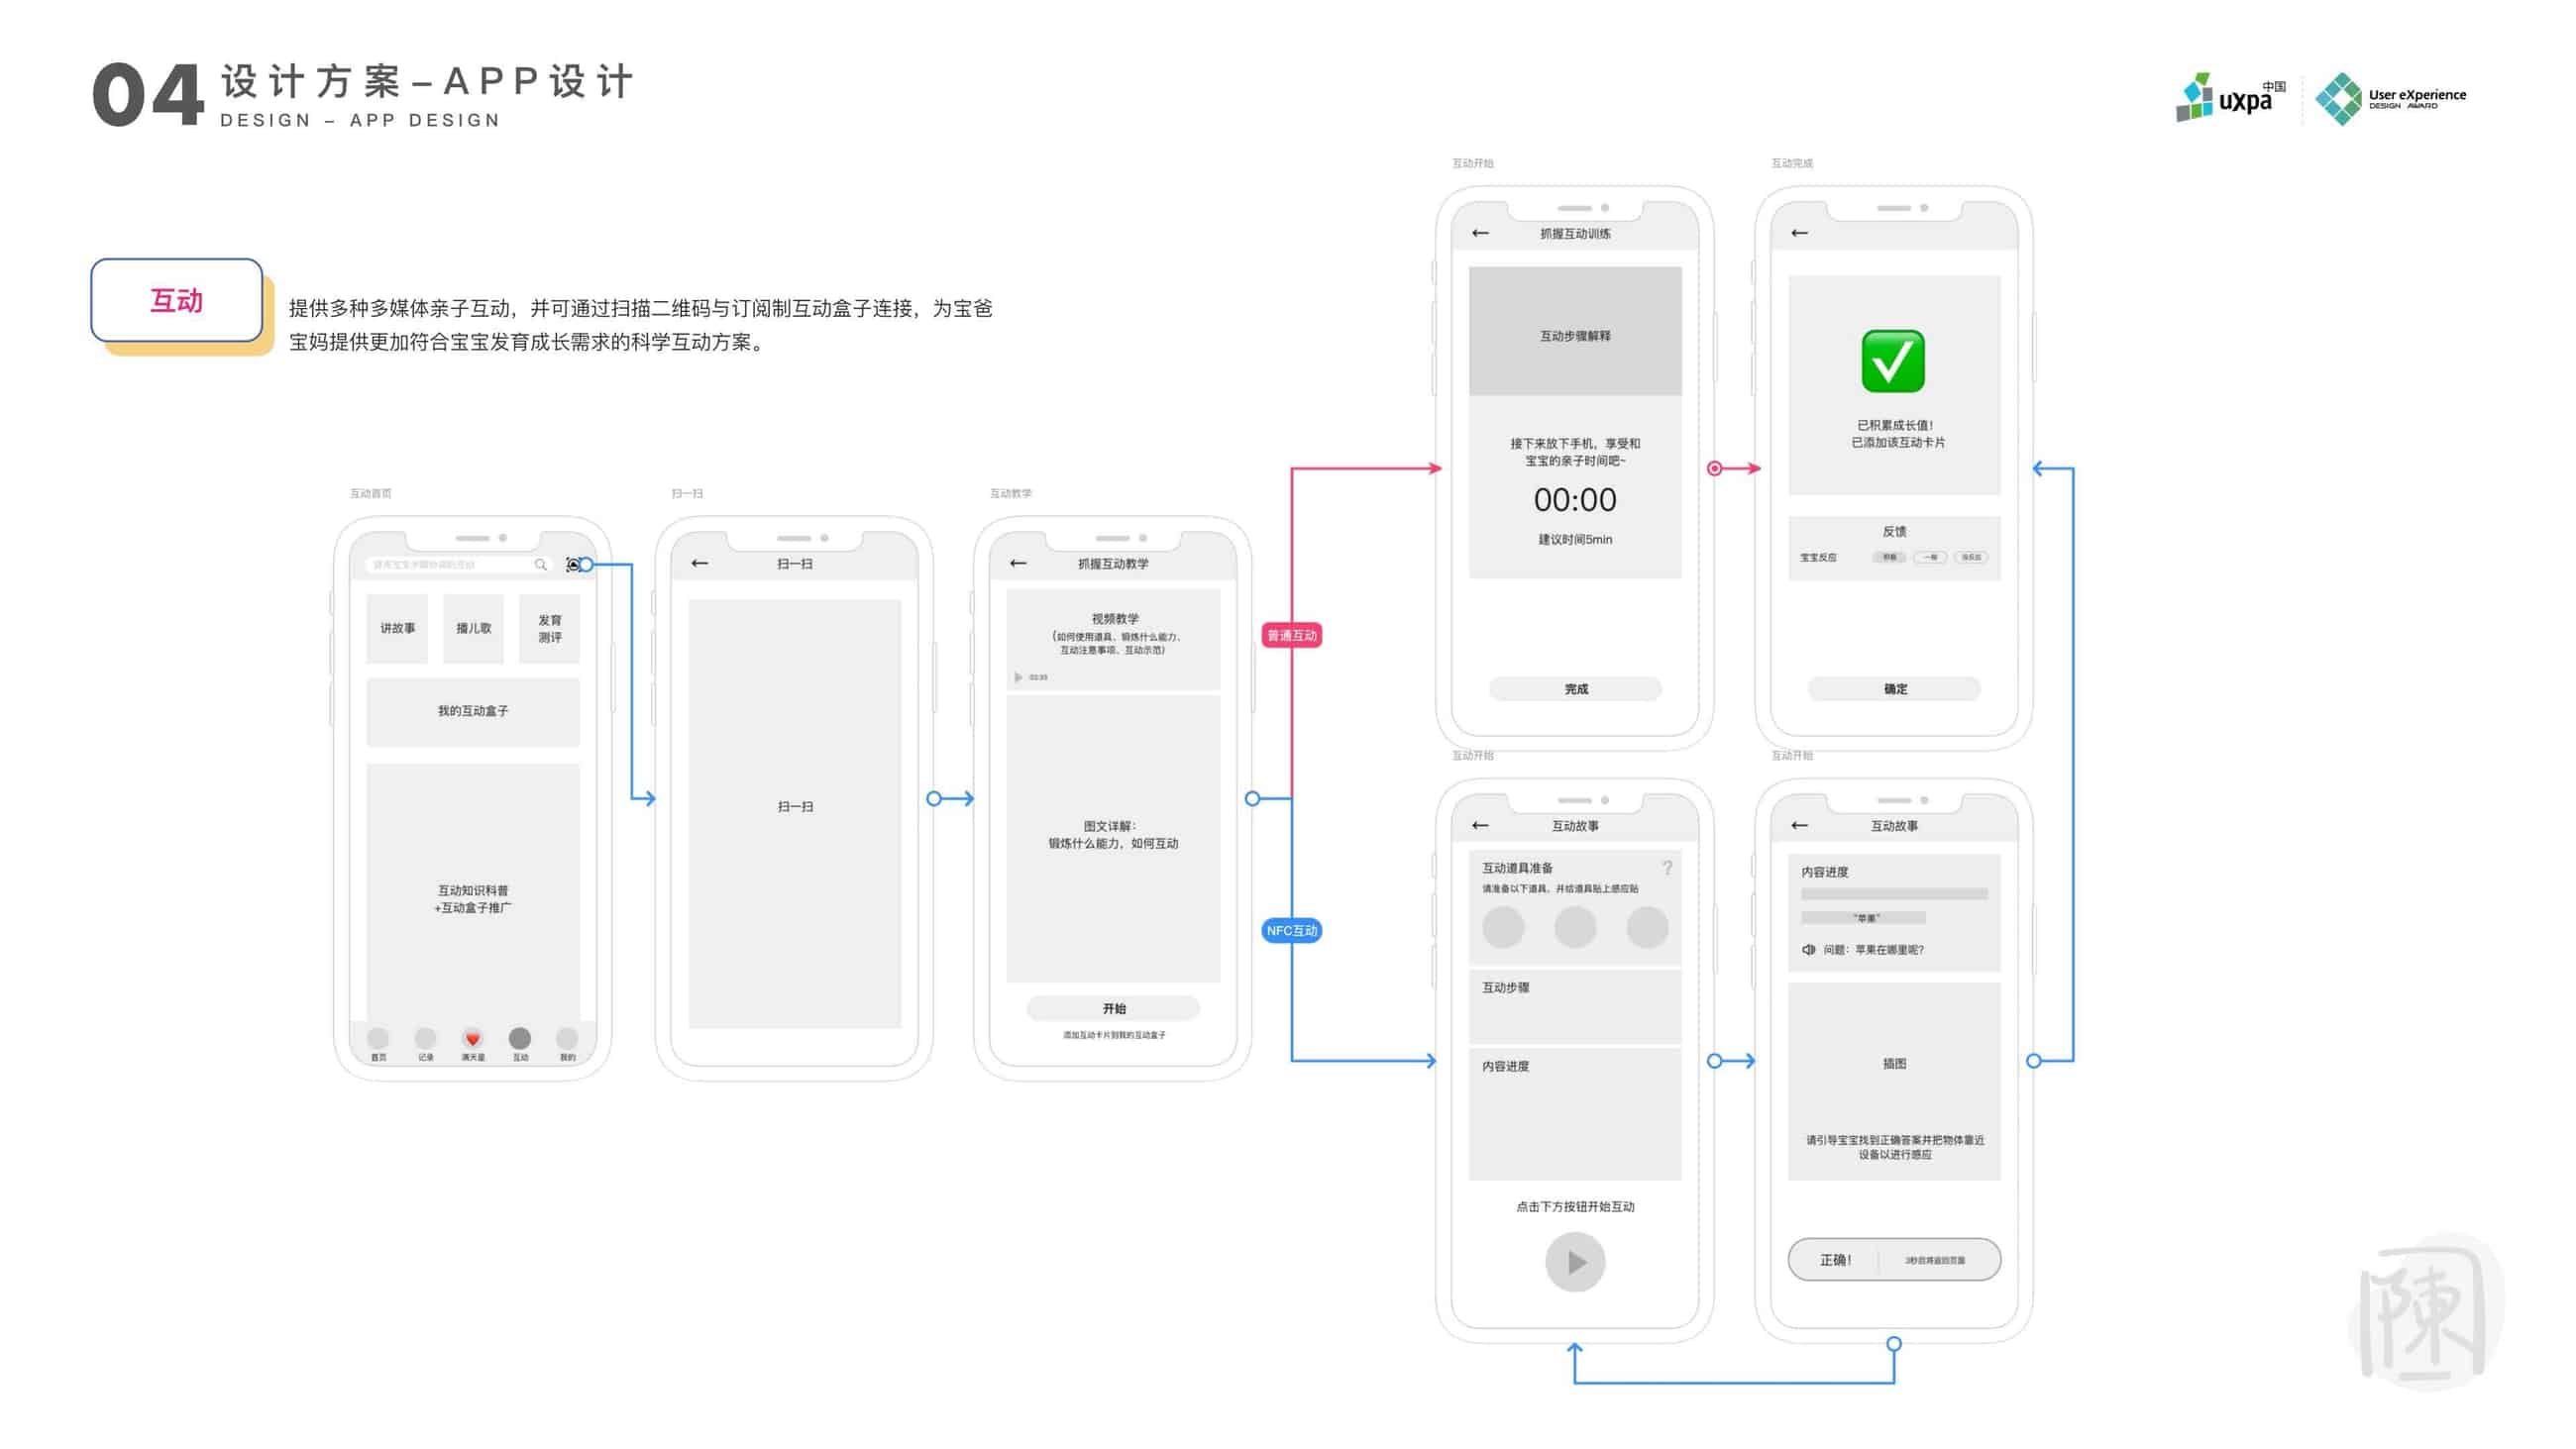 04
设计方案–APP设计
DESIGN – APP DESIGN
uxpa中国
User eXperience
DESIGN AWARD
互动
提供多种多媒体亲子互动，并可通过扫描二维码与订阅制互动盒子连接，为宝爸
宝妈提供更加符合宝宝发育成长需求的科学互动方案。
互动首页
讲故事
播儿歌
发育
测评
我的互动盒子
互动知识科普
+互动盒子推广
首页
记录
满天星
互动
我的
扫一扫
扫一扫
扫一扫
互动教学
抓握互动教学
视频教学
（如何使用道具、锻炼什么能力、
互动注意事项、互动示范）
图文详解：
锻炼什么能力，如何互动
开始
添加互动卡片到我的互动盒子
普通互动
NFC互动
互动开始
抓握互动训练
互动步骤解释
接下来放下手机，享受和
宝宝的亲子时间吧~
00:00
建议时间5min
完成
互动完成
已积累成长值！
已添加该互动卡片
反馈
宝宝反应
一般
确定
互动开始
互动故事
互动道具准备
?
请准备以下道具，并给道具贴上感应贴
互动步骤
内容进度
点击下方按钮开始互动
互动开始
互动故事
内容进度
“苹果”
问题：苹果在哪里呢？
插图
请引导宝宝找到正确答案并把物体靠近
设备以进行感应
正确！
陳